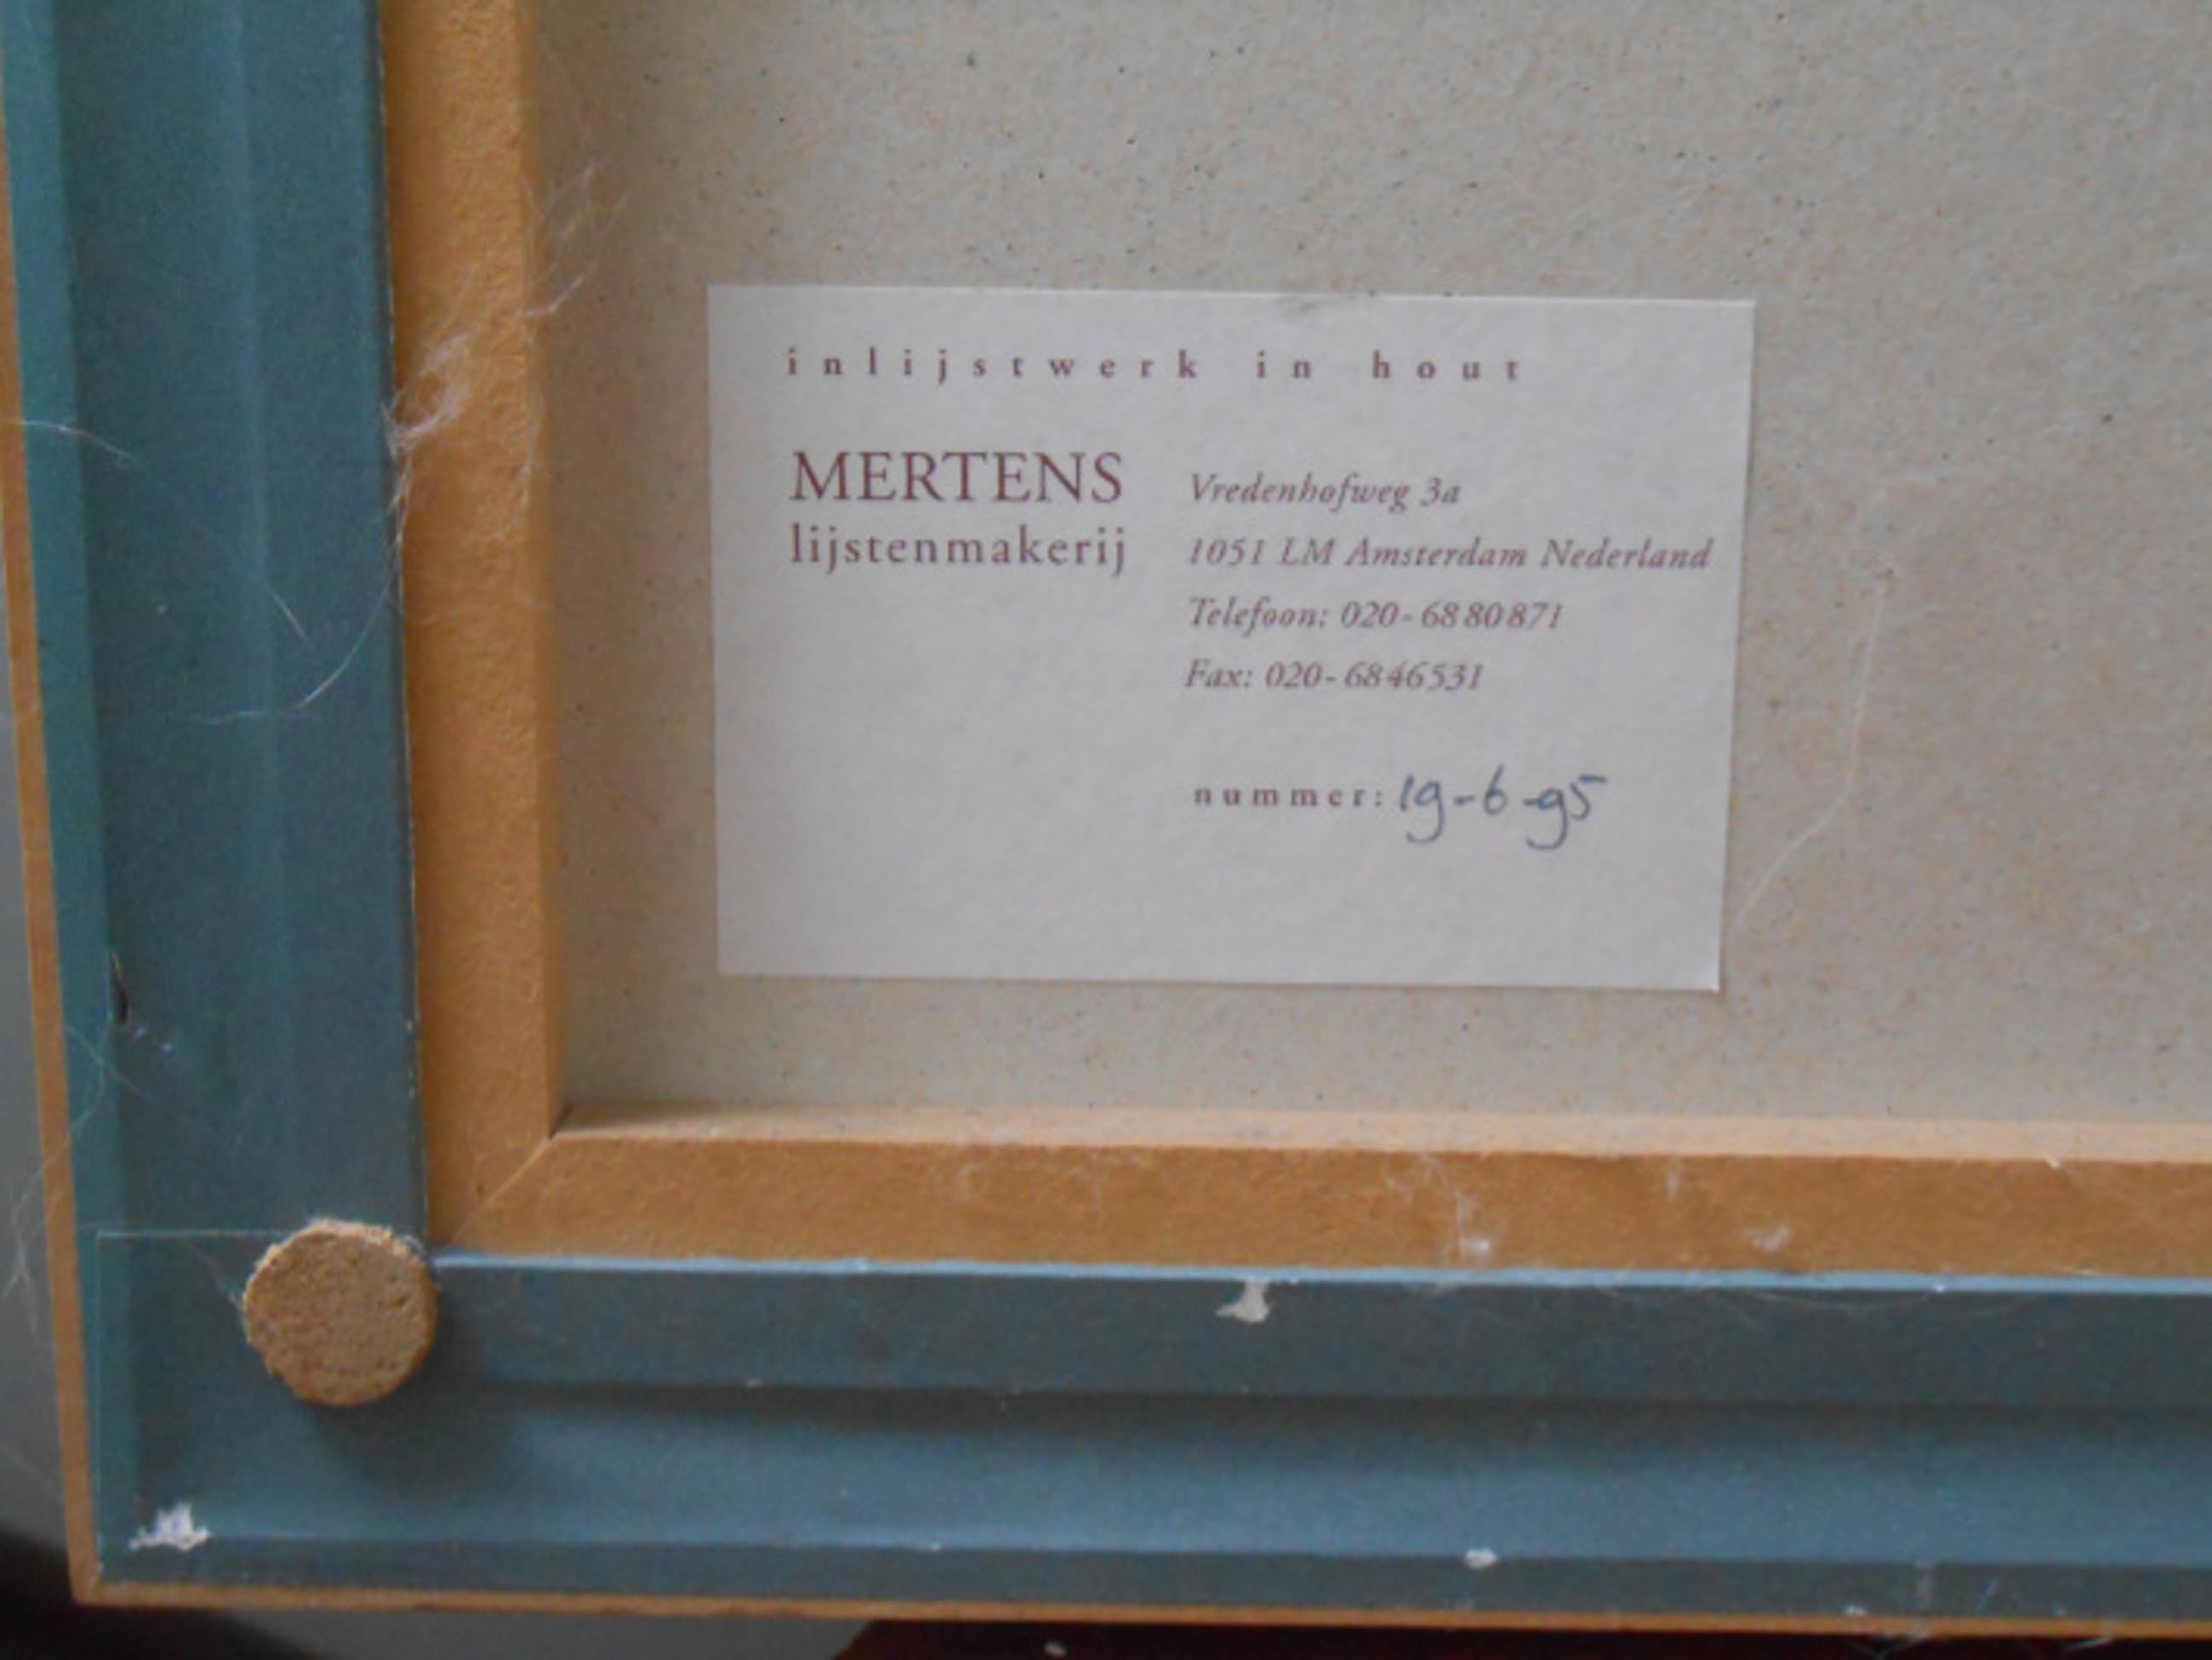 inlijstwerk in hout
MERTENS
lijstenmakerij
Vredenhofweg 3a
1051 LM Amsterdam Nederland
Telefoon: 020-6880871
Fax: 020-6846531
nummer: 19-6-95